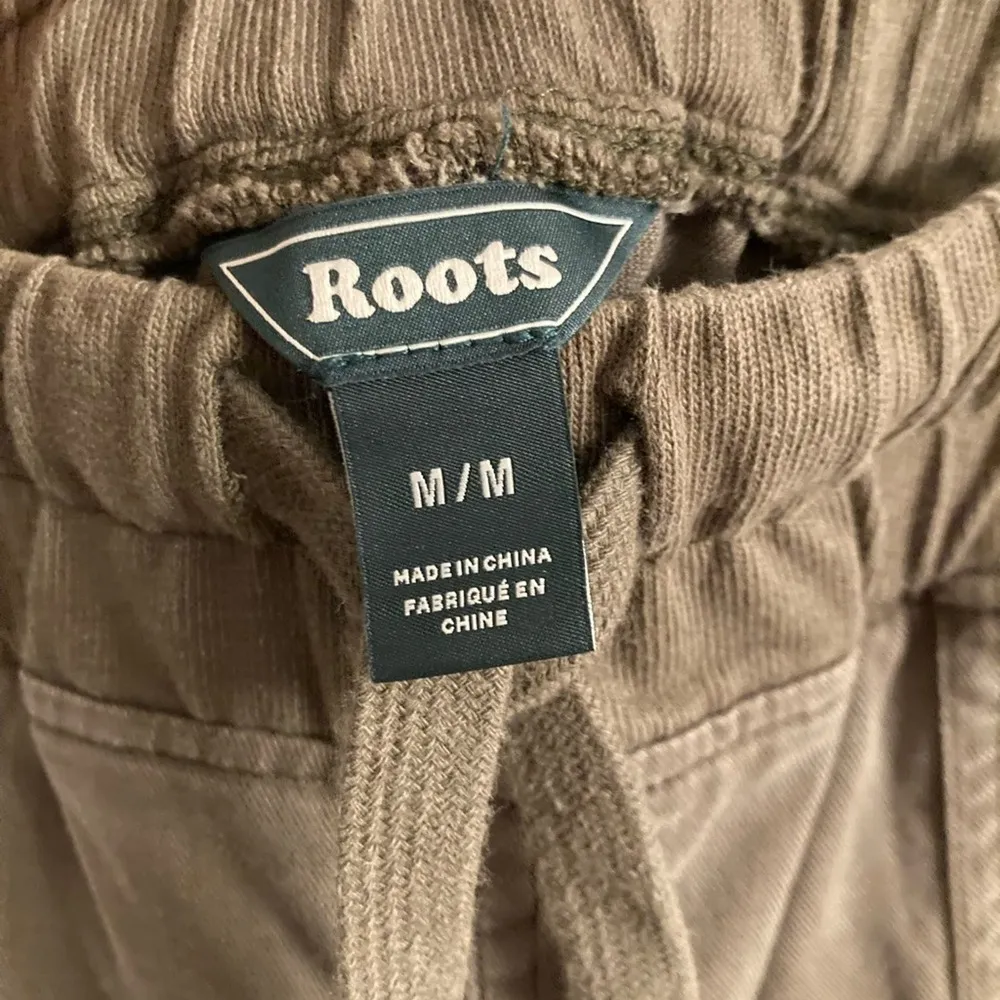 Roots
M/M
MADE IN CHINA
FABRIQUÉ EN
CHINE